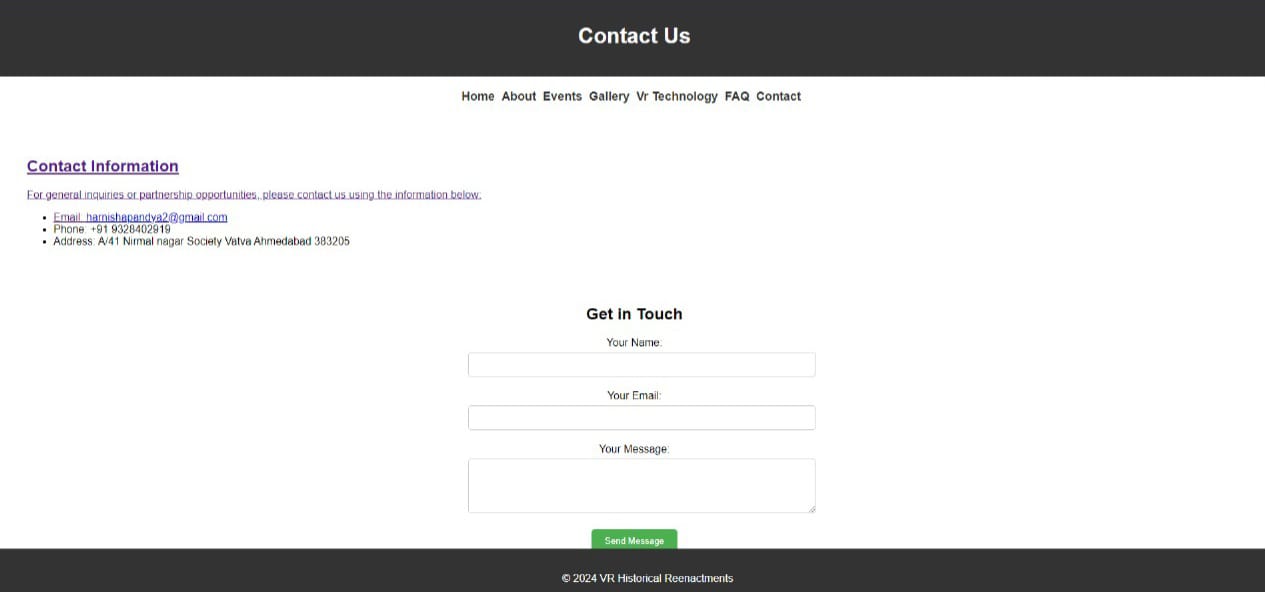 Contact Us
Home About Events Gallery Vr Technology FAQ Contact
Contact Information
For general inquiries or partnership opportunities, please contact us using the information below:
Email: harnishapandya2@gmail.com
Phone: +91 9328402919
Address: A/41 Nirmal nagar Society Vatva Ahmedabad 383205
Get in Touch
Your Name:
Your Email:
Your Message:
Send Message
© 2024 VR Historical Reenactments